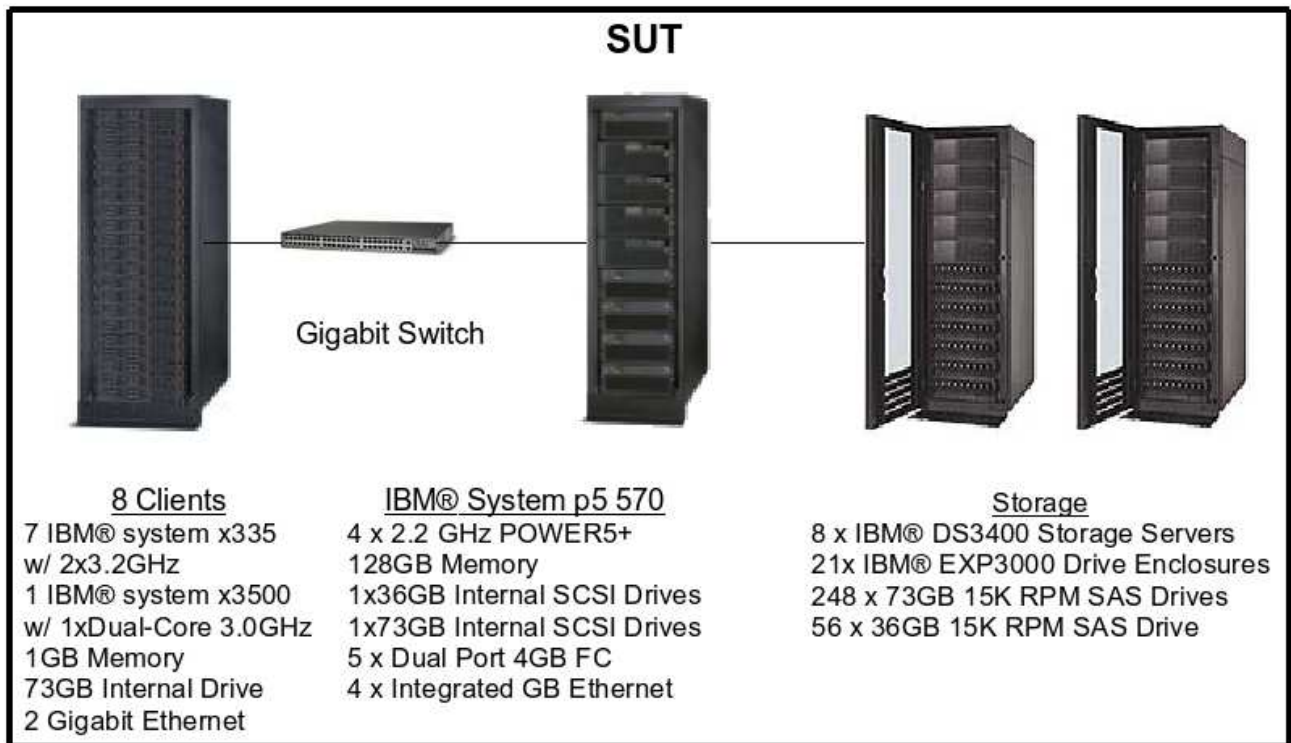 SUT
Gigabit Switch
8 Clients
7 IBM® system x335
w/ 2x3.2GHz
1 IBM® system x3500
w/ 1xDual-Core 3.0GHz
1GB Memory
73GB Internal Drive
2 Gigabit Ethernet
IBM® System p5 570
4 x 2.2 GHz POWER5+
128GB Memory
1x36GB Internal SCSI Drives
1x73GB Internal SCSI Drives
5 x Dual Port 4GB FC
4 x Integrated GB Ethernet
Storage
8 x IBM® DS3400 Storage Servers
21x IBM® EXP3000 Drive Enclosures
248 x 73GB 15K RPM SAS Drives
56 x 36GB 15K RPM SAS Drive